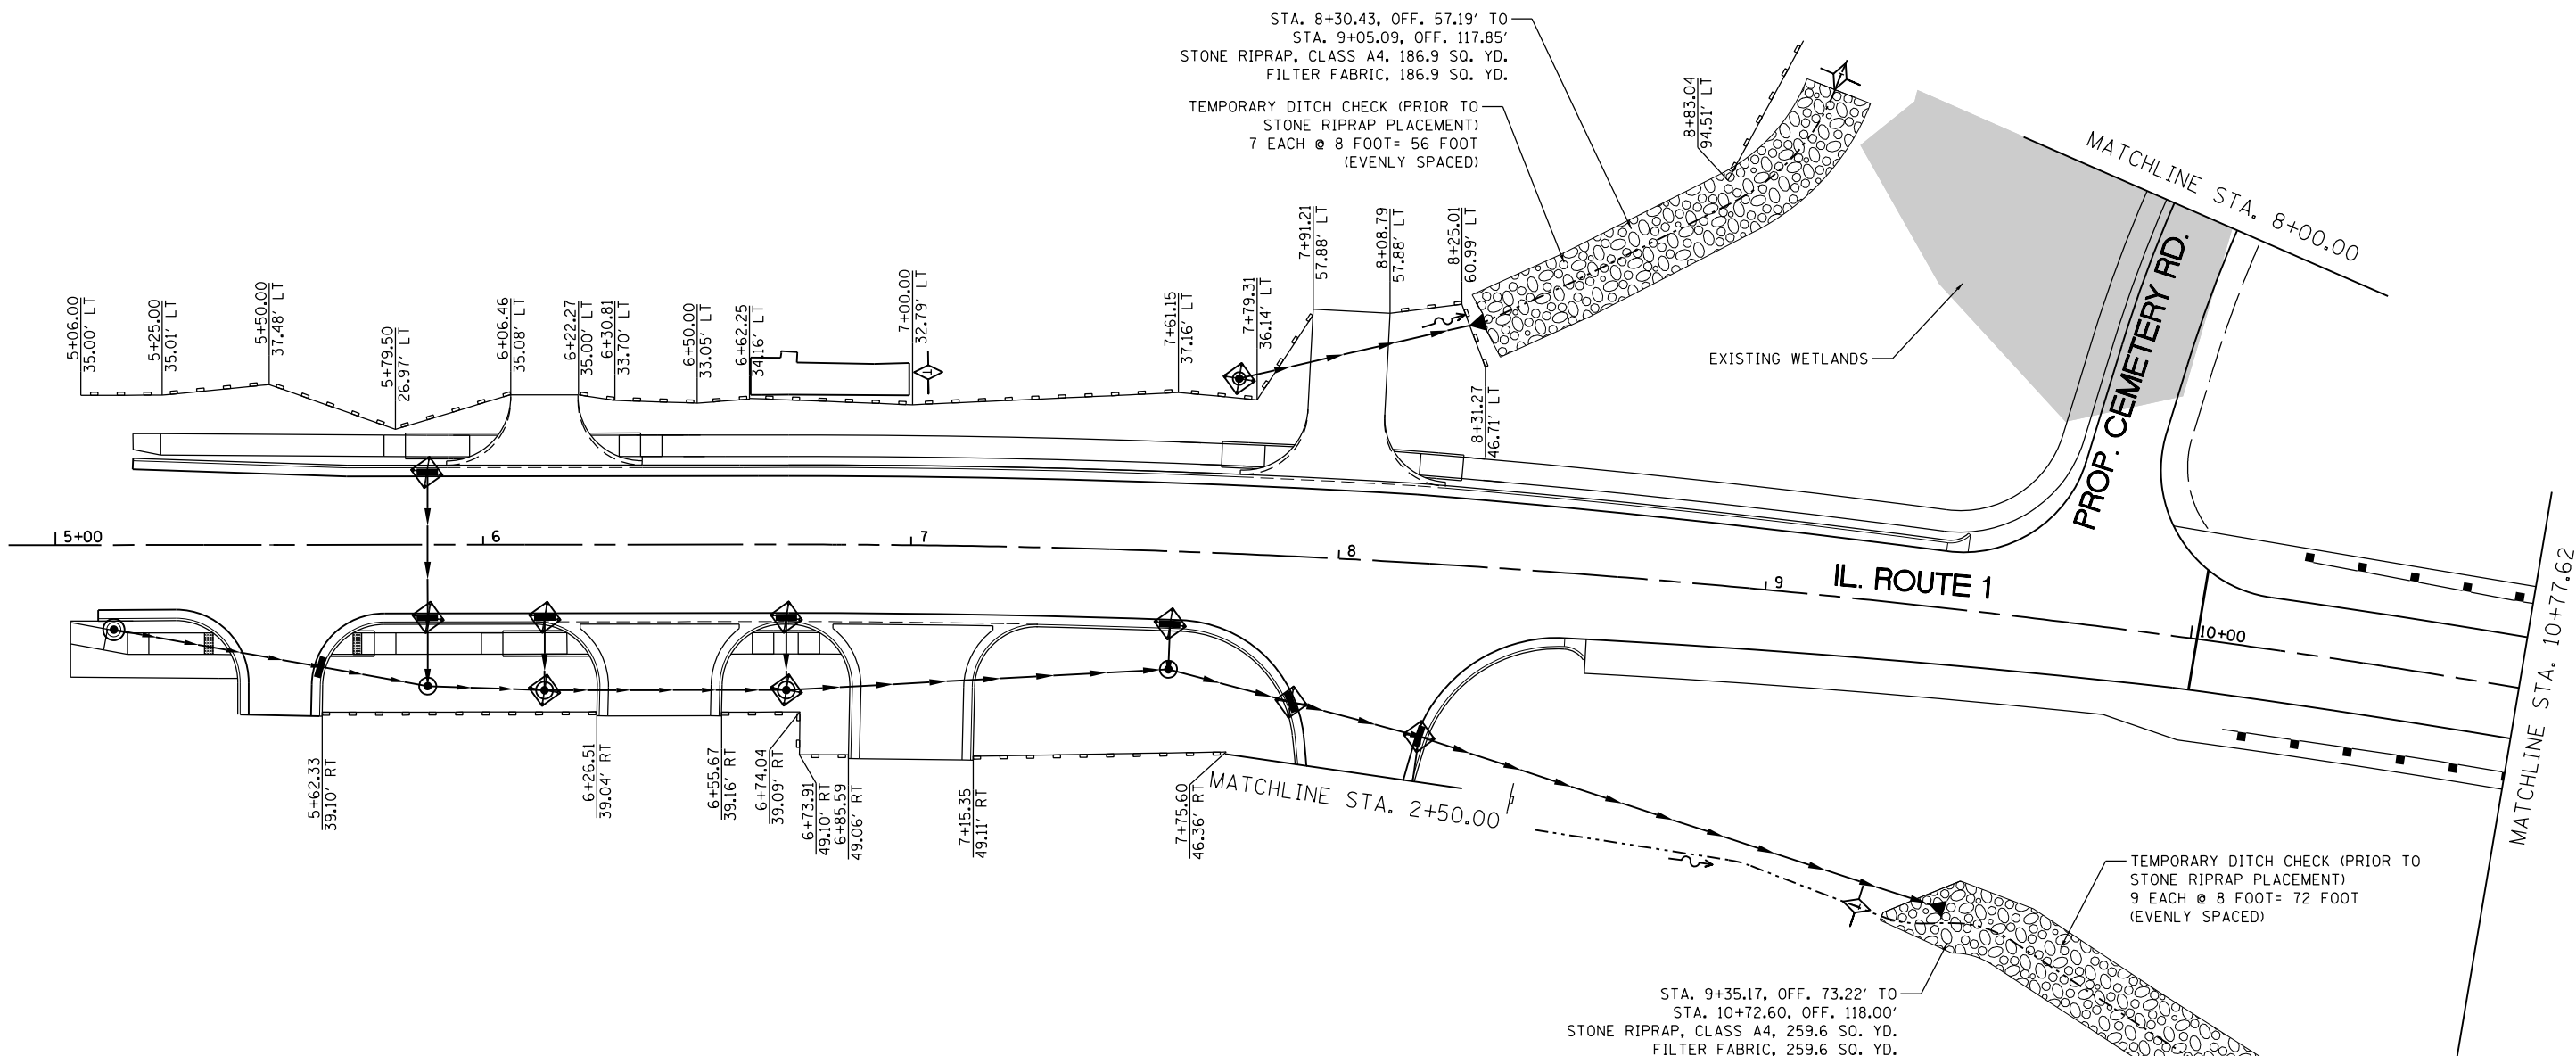 STA. 8+30.43, OFF. 57.19' TO
STA. 9+05.09, OFF. 117.85'
STONE RIPRAP, CLASS A4, 186.9 SQ. YD.
FILTER FABRIC, 186.9 SQ. YD.
TEMPORARY DITCH CHECK (PRIOR TO
STONE RIPRAP PLACEMENT)
7 EACH @ 8 FOOT= 56 FOOT
(EVENLY SPACED)
8+83.04
94.51' LT
MATCHLINE STA. 8+00.00
5+06.00
35.00' LT
5+25.00
35.01' LT
5+50.00
37.48' LT
5+79.50
26.97' LT
6+06.46
35.08' LT
6+22.27
35.00' LT
6+30.81
33.70' LT
6+50.00
33.05' LT
6+62.25
34.16' LT
7+00.00
32.79' LT
7+61.15
37.16' LT
7+79.31
36.14' LT
7+91.21
57.88' LT
8+08.79
57.88' LT
8+25.01
60.99' LT
8+31.27
46.71' LT
EXISTING WETLANDS
PROP. CEMETERY RD.
5+00
6
7
8
9
10+00
IL. ROUTE 1
MATCHLINE STA. 10+77.62
5+62.33
39.10' RT
6+26.51
39.04' RT
6+55.67
39.16' RT
6+74.04
39.09' RT
6+73.91
49.10' RT
6+85.59
49.06' RT
7+15.35
49.11' RT
7+75.60
46.36' RT
MATCHLINE STA. 2+50.00
TEMPORARY DITCH CHECK (PRIOR TO
STONE RIPRAP PLACEMENT)
9 EACH @ 8 FOOT= 72 FOOT
(EVENLY SPACED)
STA. 9+35.17, OFF. 73.22' TO
STA. 10+72.60, OFF. 118.00'
STONE RIPRAP, CLASS A4, 259.6 SQ. YD.
FILTER FABRIC, 259.6 SQ. YD.